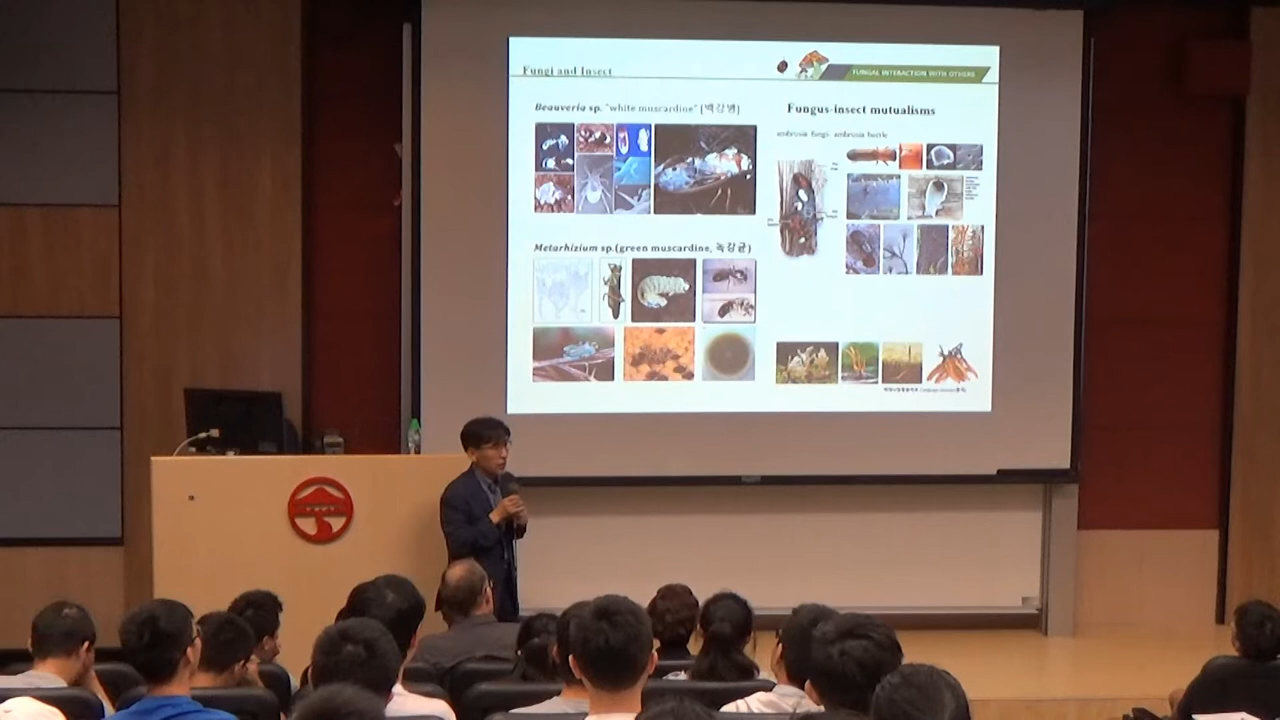 Fungi and Insect
FUNGAL INTERACTION WITH OTHERS
Beauveria sp. "white muscardine" [백강병]
Fungus-insect mutualisms
ambrosia fungi- ambrosia beetle
Metarhizium sp.(green muscardine, 녹강균)